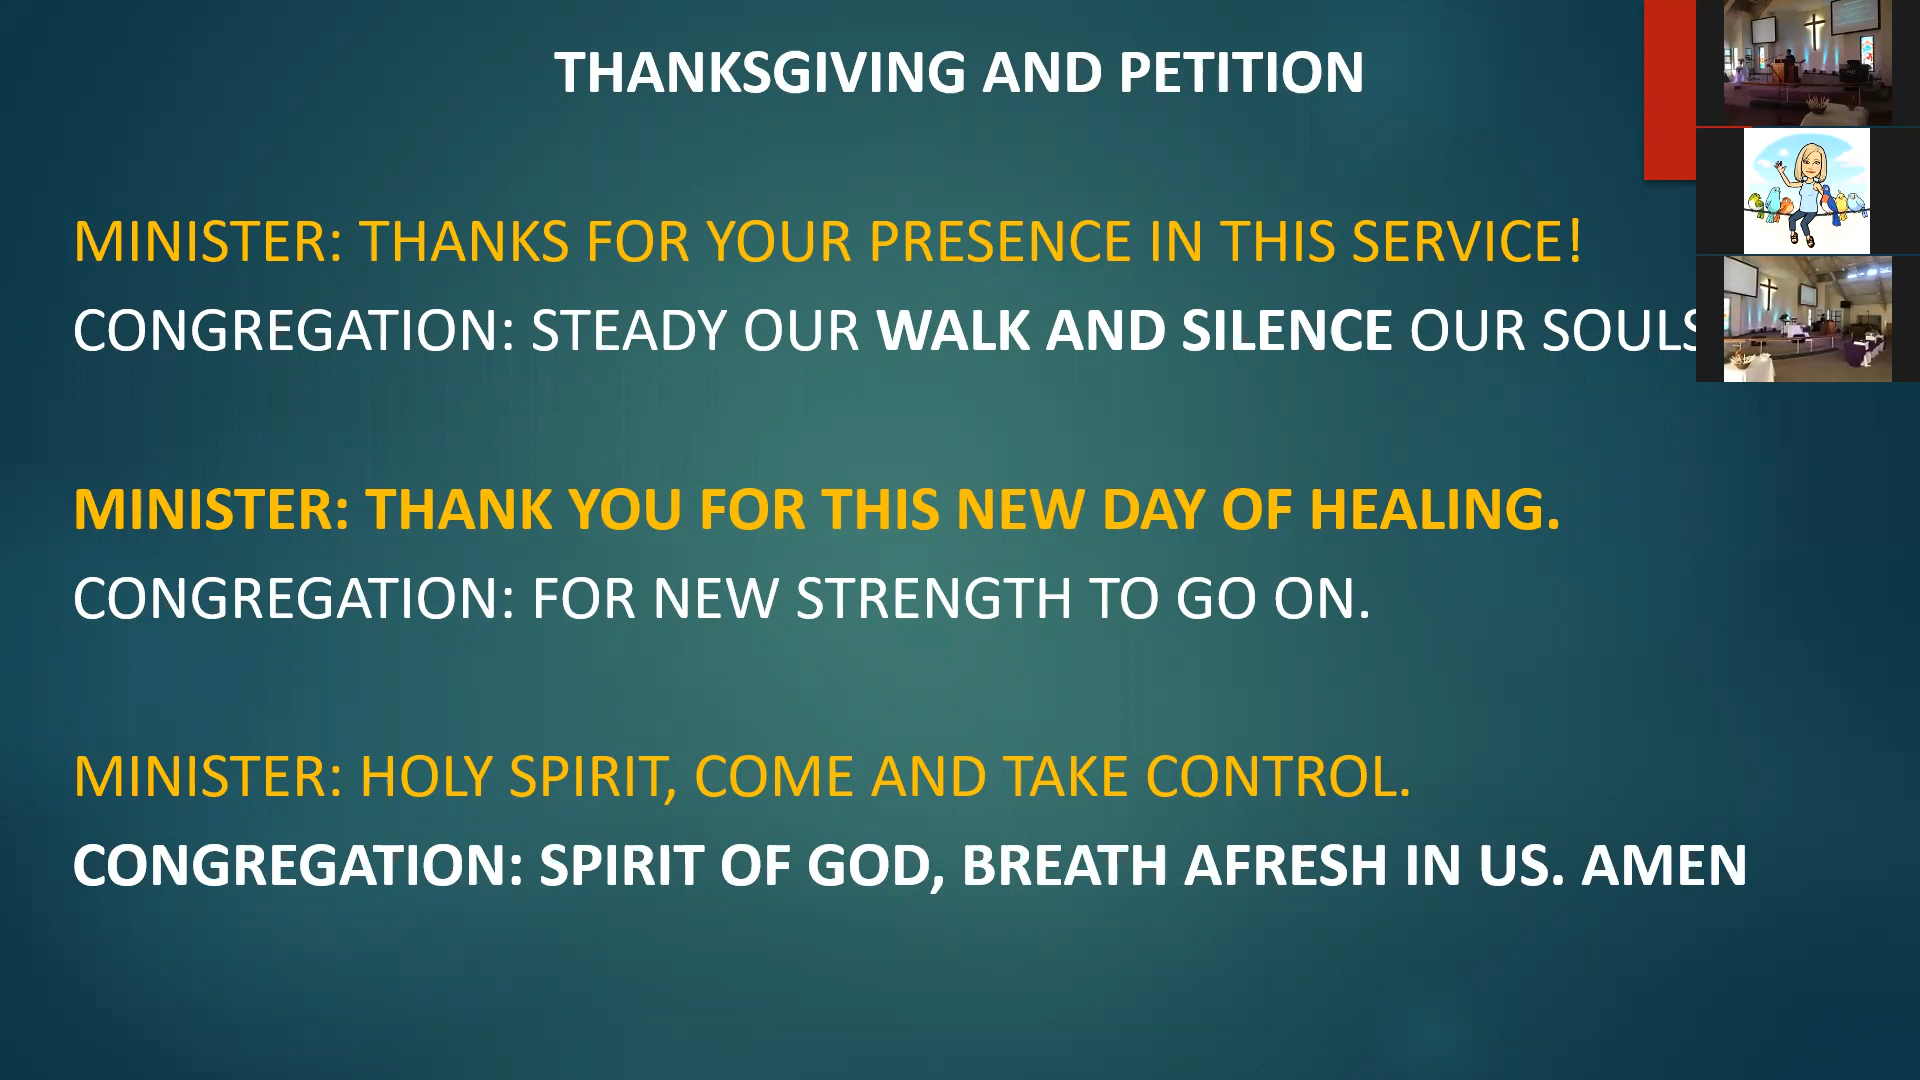 THANKSGIVING AND PETITION
MINISTER: THANKS FOR YOUR PRESENCE IN THIS SERVICE!
CONGREGATION: STEADY OUR WALK AND SILENCE OUR SOULS
MINISTER: THANK YOU FOR THIS NEW DAY OF HEALING.
CONGREGATION: FOR NEW STRENGTH TO GO ON.
MINISTER: HOLY SPIRIT, COME AND TAKE CONTROL.
CONGREGATION: SPIRIT OF GOD, BREATH AFRESH IN US. AMEN